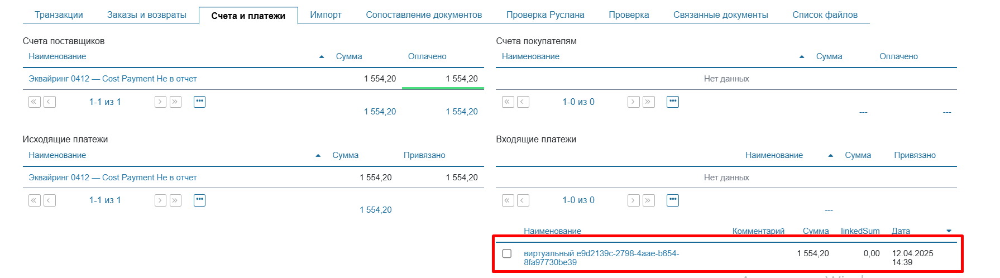 Транзакции Заказы и возвраты Счета и платежи Импорт Сопоставление документов Проверка Руслана Проверка Связанные документы Список файлов
Счета поставщиков
Наименование Сумма Оплачено
Эквайринг 0412 — Cost Payment Не в отчет 1 554,20 1 554,20
« ‹ 1-1 из 1 › » •••
1 554,20 1 554,20
Счета покупателям
Наименование Сумма Оплачено
Нет данных
« ‹ 1-0 из 0 › » •••
--- ---
Исходящие платежи
Наименование Сумма Привязано
Эквайринг 0412 — Cost Payment Не в отчет 1 554,20 1 554,20
« ‹ 1-1 из 1 › » •••
1 554,20
Входящие платежи
Наименование Сумма Привязано
Нет данных
« ‹ 1-0 из 0 › » •••
---
Наименование Комментарий Сумма linkedSum Дата
виртуальный e9d2139c-2798-4aae-b654- 1 554,20 0,00 12.04.2025
8fa97730be39 14:39